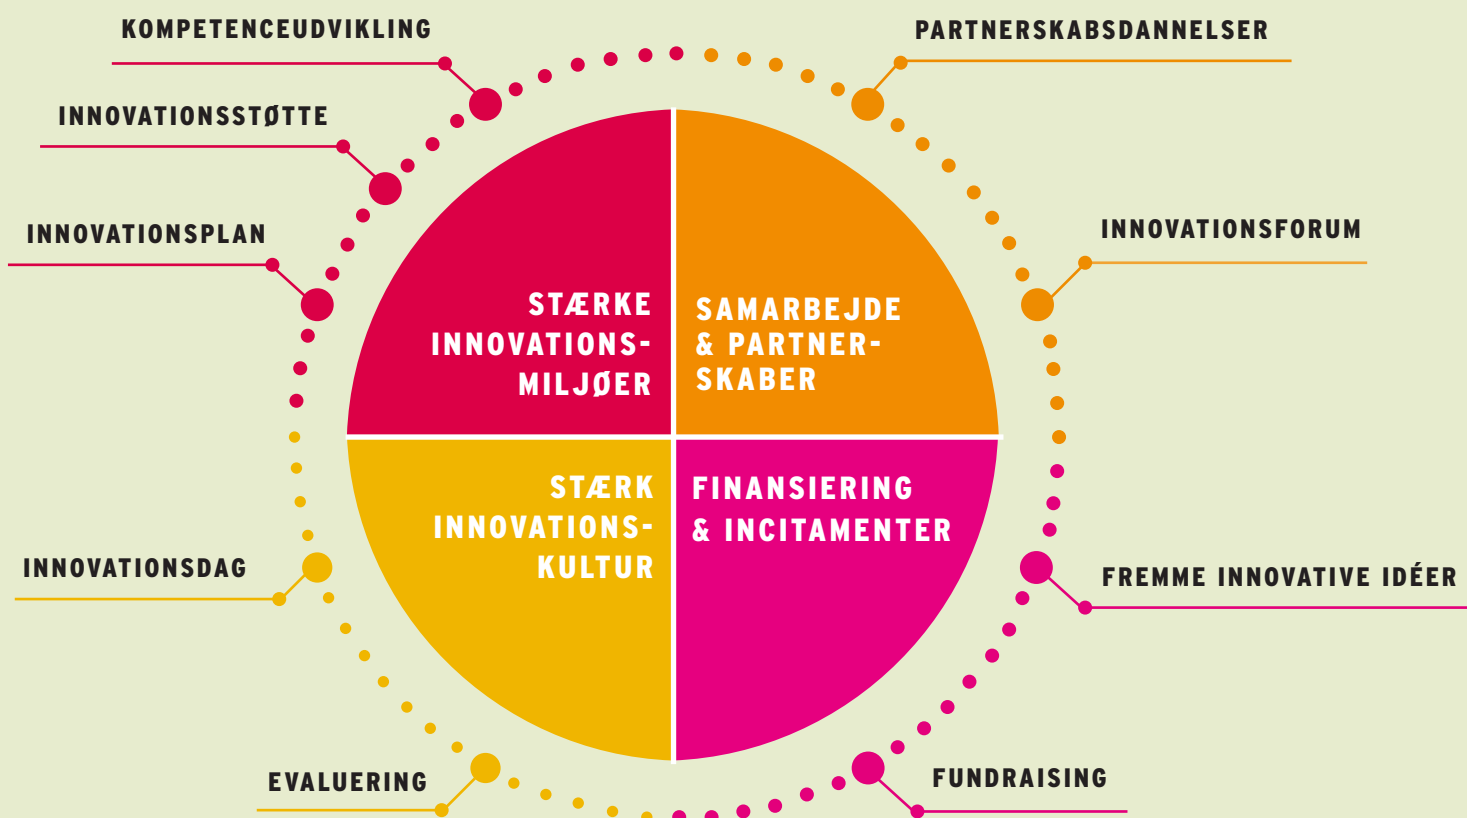 KOMPETENCEUDVIKLING
PARTNERSKABSDANNELSER
INNOVATIONSSTØTTE
INNOVATIONSPLAN
INNOVATIONSFORUM
STÆRKE
INNOVATIONS-
MILJØER
SAMARBEJDE
& PARTNER-
SKABER
STÆRK
INNOVATIONS-
KULTUR
FINANSIERING
& INCITAMENTER
INNOVATIONSDAG
FREMME INNOVATIVE IDÉER
EVALUERING
FUNDRAISING